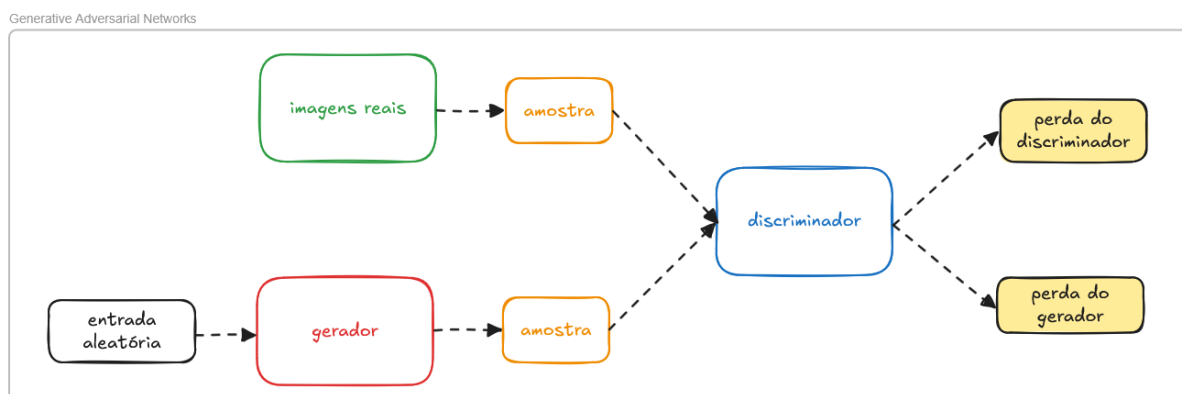 Generative Adversarial Networks
imagens reais
amostra
perda do
discriminador
discriminador
entrada
aleatória
gerador
amostra
perda do
gerador